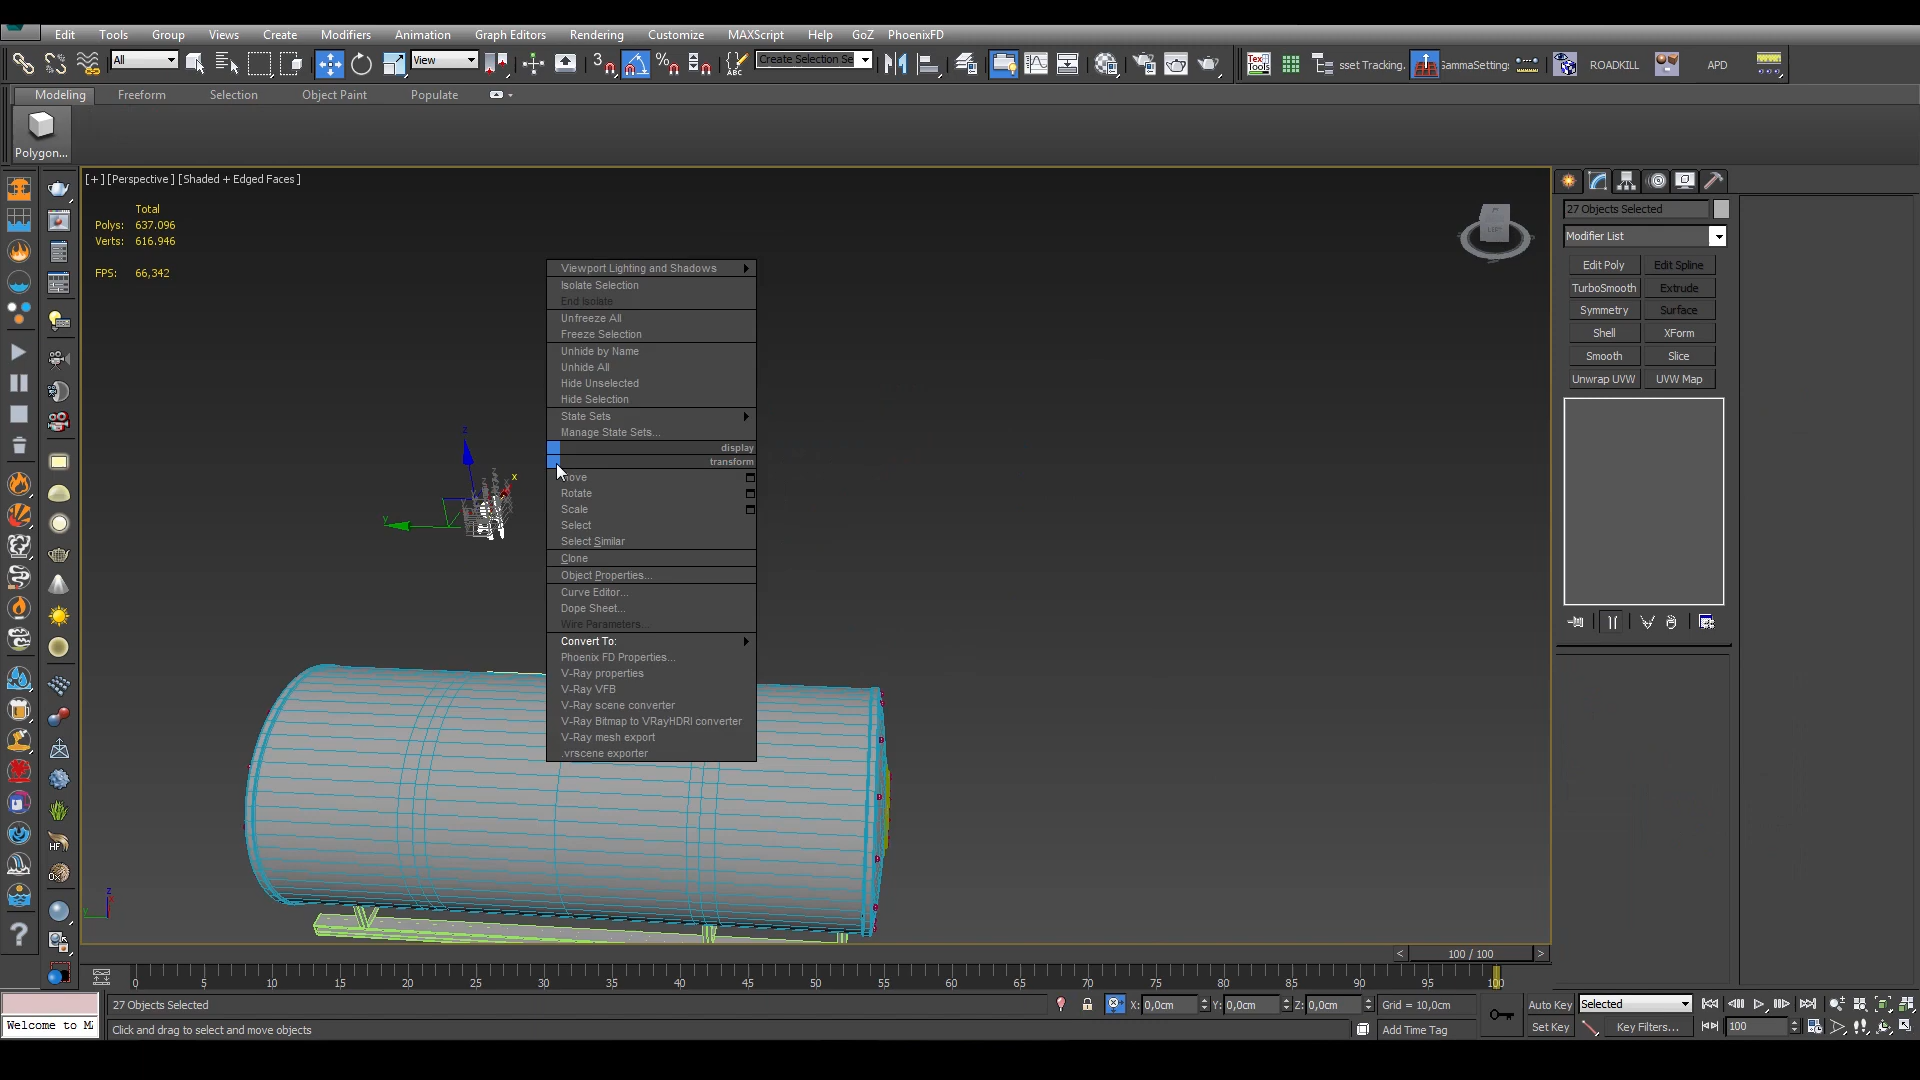 Edit Tools Group Views Create Modifiers Animation Graph Editors Rendering Customize MAXScript Help GoZ PhoenixFD
All View Create Selection Se Tex Tools sset Tracking. GammaSettings ROADKILL APD
Modeling Freeform Selection Object Paint Populate
Polygon...
[+] [Perspective ] [Shaded + Edged Faces ]
Total
Polys: 637.096
Verts: 616.946
FPS: 66,342
27 Objects Selected
Modifier List
Edit Poly Edit Spline
TurboSmooth Extrude
Symmetry Surface
Shell XForm
Smooth Slice
Unwrap UVW UVW Map
Viewport Lighting and Shadows
Isolate Selection
End Isolate
Unfreeze All
Freeze Selection
Unhide by Name
Unhide All
Hide Unselected
Hide Selection
State Sets
Manage State Sets...
display
transform
Move
Rotate
Scale
Select
Select Similar
Clone
Object Properties...
Curve Editor...
Dope Sheet...
Wire Parameters...
Convert To:
Phoenix FD Properties...
V-Ray properties
V-Ray VFB
V-Ray scene converter
V-Ray Bitmap to VRayHDRI converter
V-Ray mesh export
.vrscene exporter
z
x
y
HF
z
y
< 100 / 100 >
0 5 10 15 20 25 30 35 40 45 50 55 60 65 70 75 80 85 90 95 100
27 Objects Selected X: 0,0cm Y: 0,0cm Z: 0,0cm Grid = 10,0cm Auto Key Selected
Welcome to M Click and drag to select and move objects Add Time Tag Set Key Key Filters... 100